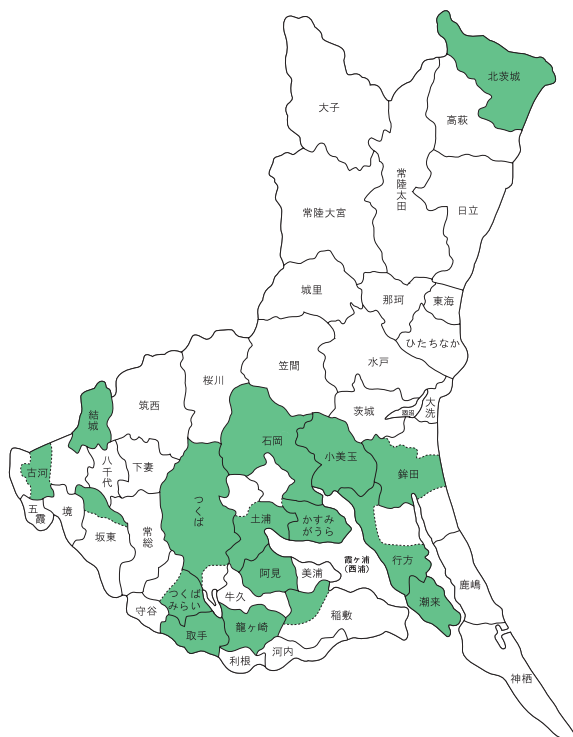 北茨城
大子
高萩
常陸太田
常陸大宮
日立
城里
那珂
東海
ひたちなか
水戸
笠間
桜川
筑西
茨城
涸沼
大洗
結城
石岡
小美玉
鉾田
古河
八千代
下妻
つくば
五霞
境
坂東
常総
土浦
かすみ
がうら
霞ヶ浦
(西浦)
行方
阿見
美浦
つくば
みらい
牛久
稲敷
潮来
鹿嶋
守谷
取手
龍ヶ崎
利根
河内
神栖